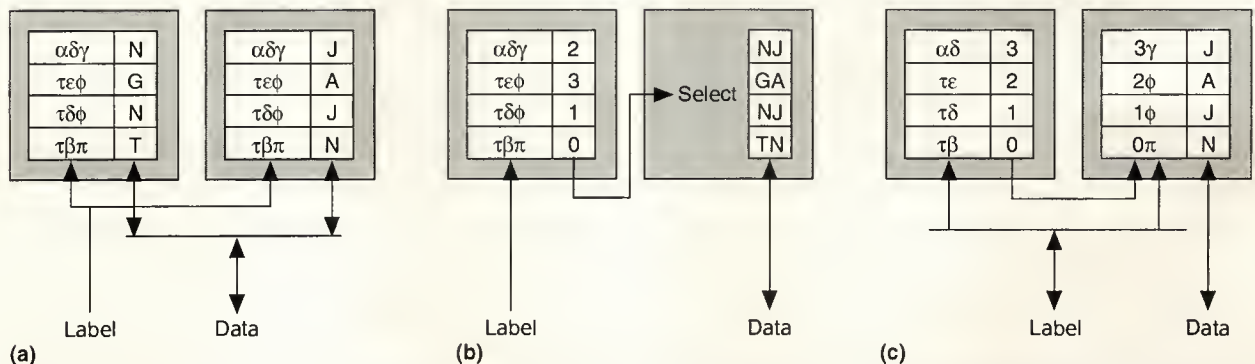 αδγ N αδγ J
τεφ G τεφ A
τδφ N τδφ J
τβπ T τβπ N
Label Data
(a)
αδγ 2 NJ
τεφ 3 Select GA
τδφ 1 NJ
τβπ 0 TN
Label Data
(b)
αδ 3 3γ J
τε 2 2φ A
τδ 1 1φ J
τβ 0 0π N
Label Data
(c)